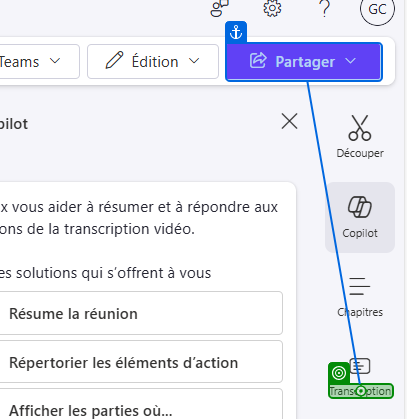 GC
Teams
Édition
Partager
pilot
Découper
x vous aider à résumer et à répondre aux
ons de la transcription vidéo.
Copilot
es solutions qui s'offrent à vous
Résume la réunion
Chapitres
Répertorier les éléments d'action
Transcription
Afficher les parties où...